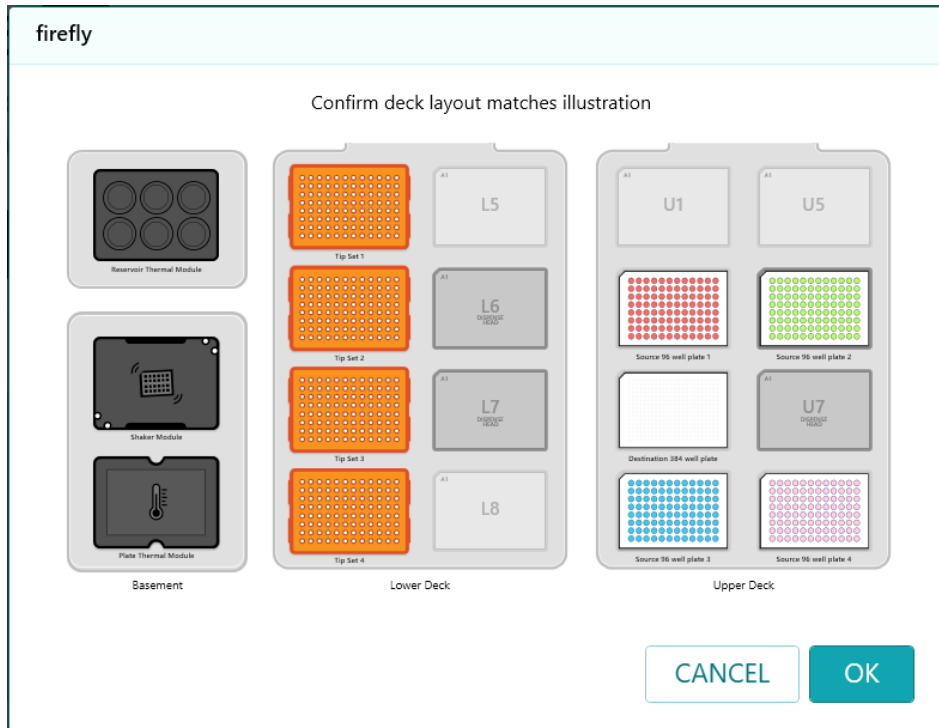 firefly
Confirm deck layout matches illustration
Reservoir Thermal Module
Shaker Module
Plate Thermal Module
Basement
Tip Set 1
Tip Set 2
Tip Set 3
Tip Set 4
A1
L5
A1
L6
DISPENSE
HEAD
A1
L7
DISPENSE
HEAD
A1
L8
Lower Deck
A1
U1
A1
U5
Source 96 well plate 1
Source 96 well plate 2
Destination 384 well plate
A1
U7
DISPENSE
HEAD
Source 96 well plate 3
Source 96 well plate 4
Upper Deck
CANCEL
OK